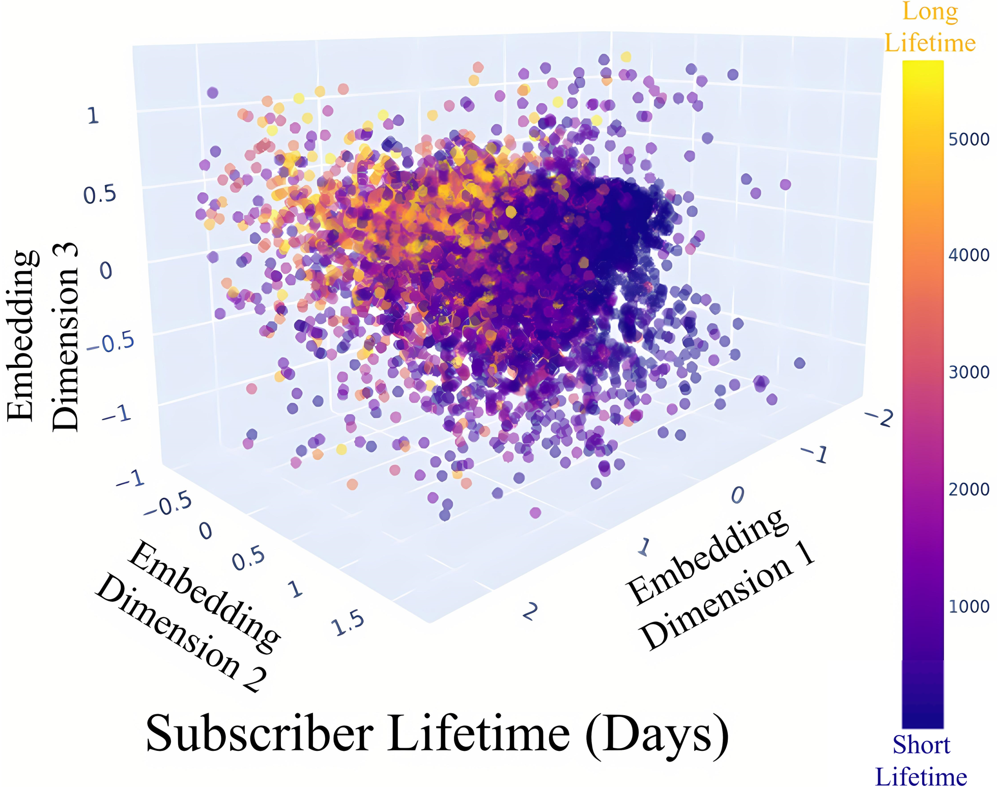 Long
Lifetime
5000
4000
3000
2000
1000
Short
Lifetime
1
0.5
0
−0.5
−1
Embedding
Dimension 3
−1
−0.5
0
0.5
1
1.5
Embedding
Dimension 2
−2
−1
0
1
2
Embedding
Dimension 1
Subscriber Lifetime (Days)